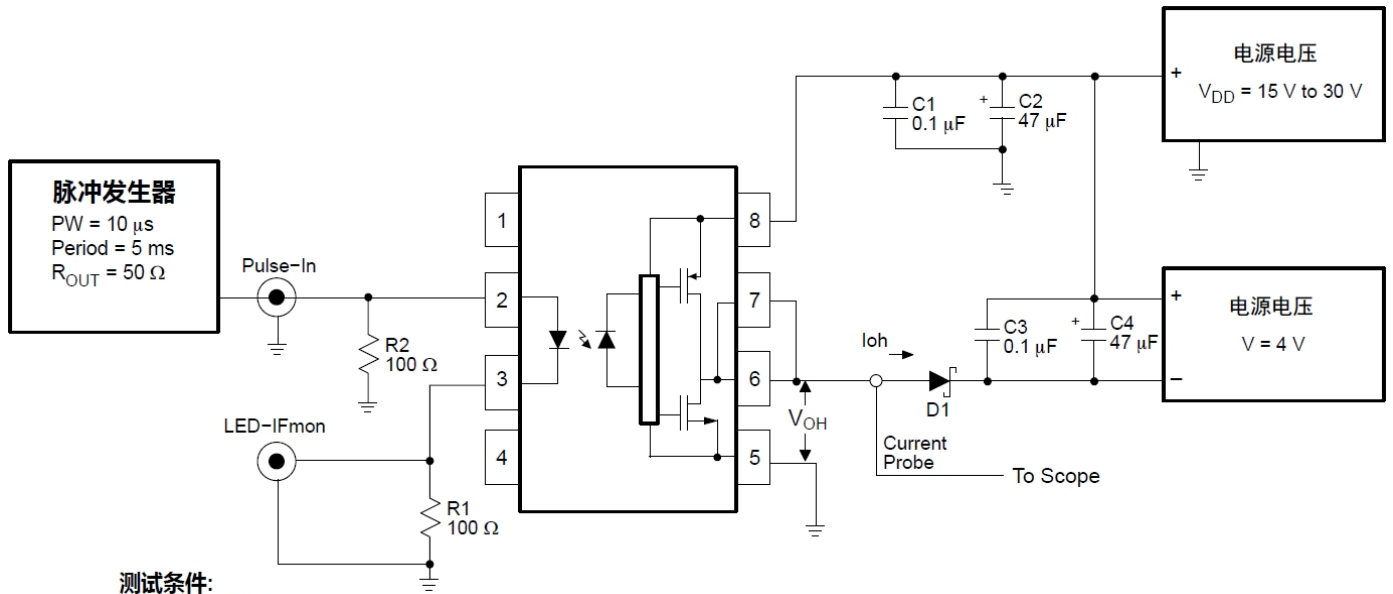 脉冲发生器
PW = 10 μs
Period = 5 ms
ROUT = 50 Ω
Pulse−In
R2
100 Ω
LED−IFmon
R1
100 Ω
1
2
3
4
8
7
6
5
C1
0.1 μF
+
C2
47 μF
+
电源电压
VDD = 15 V to 30 V
C3
0.1 μF
+
C4
47 μF
+
−
电源电压
V = 4 V
Ioh
D1
VOH
Current
Probe
To Scope
测试条件: